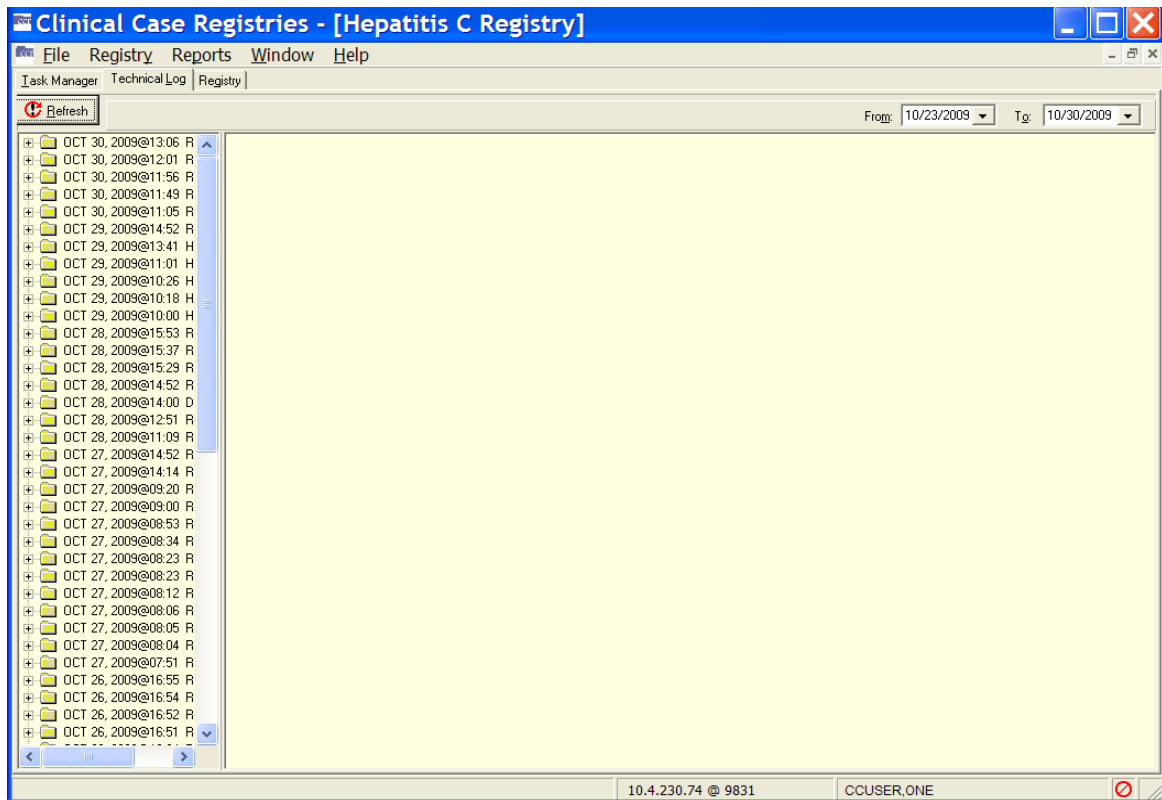 Clinical Case Registries - [Hepatitis C Registry]
File Registry Reports Window Help
Task Manager Technical Log Registry
Refresh From: 10/23/2009 To: 10/30/2009
OCT 30, 2009@13:06 R
OCT 30, 2009@12:01 R
OCT 30, 2009@11:56 R
OCT 30, 2009@11:49 R
OCT 30, 2009@11:05 R
OCT 29, 2009@14:52 R
OCT 29, 2009@13:41 H
OCT 29, 2009@11:01 H
OCT 29, 2009@10:26 H
OCT 29, 2009@10:18 H
OCT 29, 2009@10:00 H
OCT 28, 2009@15:53 R
OCT 28, 2009@15:37 R
OCT 28, 2009@15:29 R
OCT 28, 2009@14:52 R
OCT 28, 2009@14:00 D
OCT 28, 2009@12:51 R
OCT 28, 2009@11:09 R
OCT 27, 2009@14:52 R
OCT 27, 2009@14:14 R
OCT 27, 2009@09:20 R
OCT 27, 2009@09:00 R
OCT 27, 2009@08:53 R
OCT 27, 2009@08:34 R
OCT 27, 2009@08:23 R
OCT 27, 2009@08:23 R
OCT 27, 2009@08:12 R
OCT 27, 2009@08:06 R
OCT 27, 2009@08:05 R
OCT 27, 2009@08:04 R
OCT 27, 2009@07:51 R
OCT 26, 2009@16:55 R
OCT 26, 2009@16:54 R
OCT 26, 2009@16:52 R
OCT 26, 2009@16:51 R
10.4.230.74 @ 9831 CCUSER,ONE